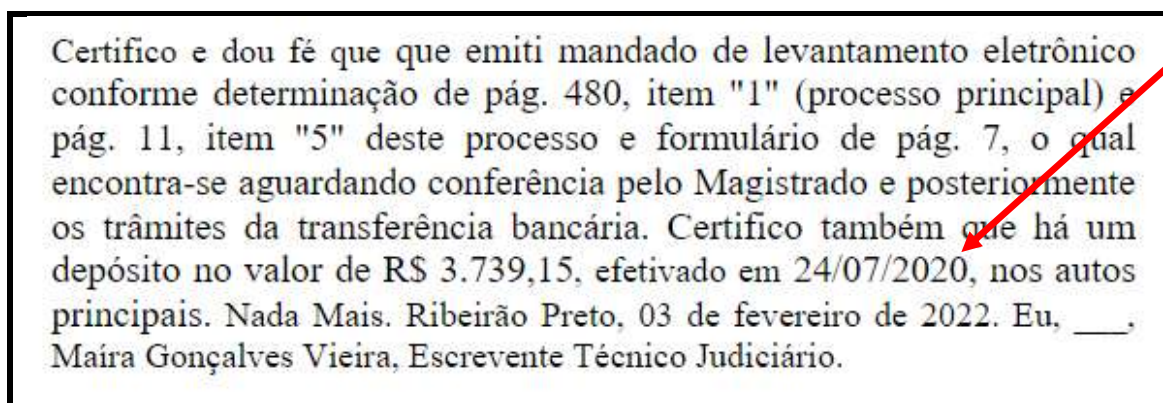 Certifico e dou fé que que emiti mandado de levantamento eletrônico
conforme determinação de pág. 480, item "1" (processo principal) e
pág. 11, item "5" deste processo e formulário de pág. 7, o qual
encontra-se aguardando conferência pelo Magistrado e posteriormente
os trâmites da transferência bancária. Certifico também que há um
depósito no valor de R$ 3.739,15, efetivado em 24/07/2020, nos autos
principais. Nada Mais. Ribeirão Preto, 03 de fevereiro de 2022. Eu, ___,
Maíra Gonçalves Vieira, Escrevente Técnico Judiciário.